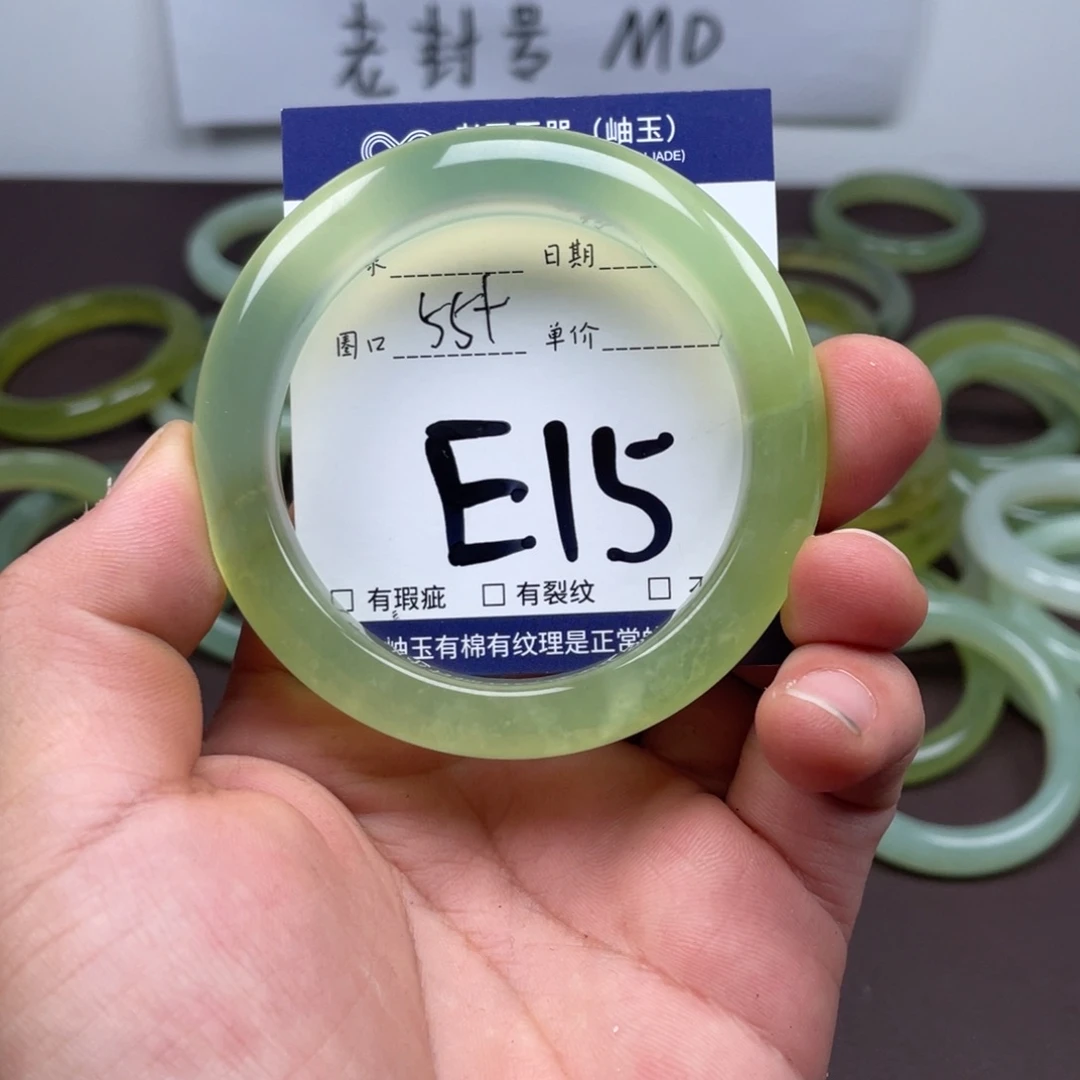 老封号 MD
（岫玉）
JADE)
日期
圈口 55+ 单价
E15
□ 有瑕疵 □ 有裂纹 □
岫玉有棉有纹理是正常